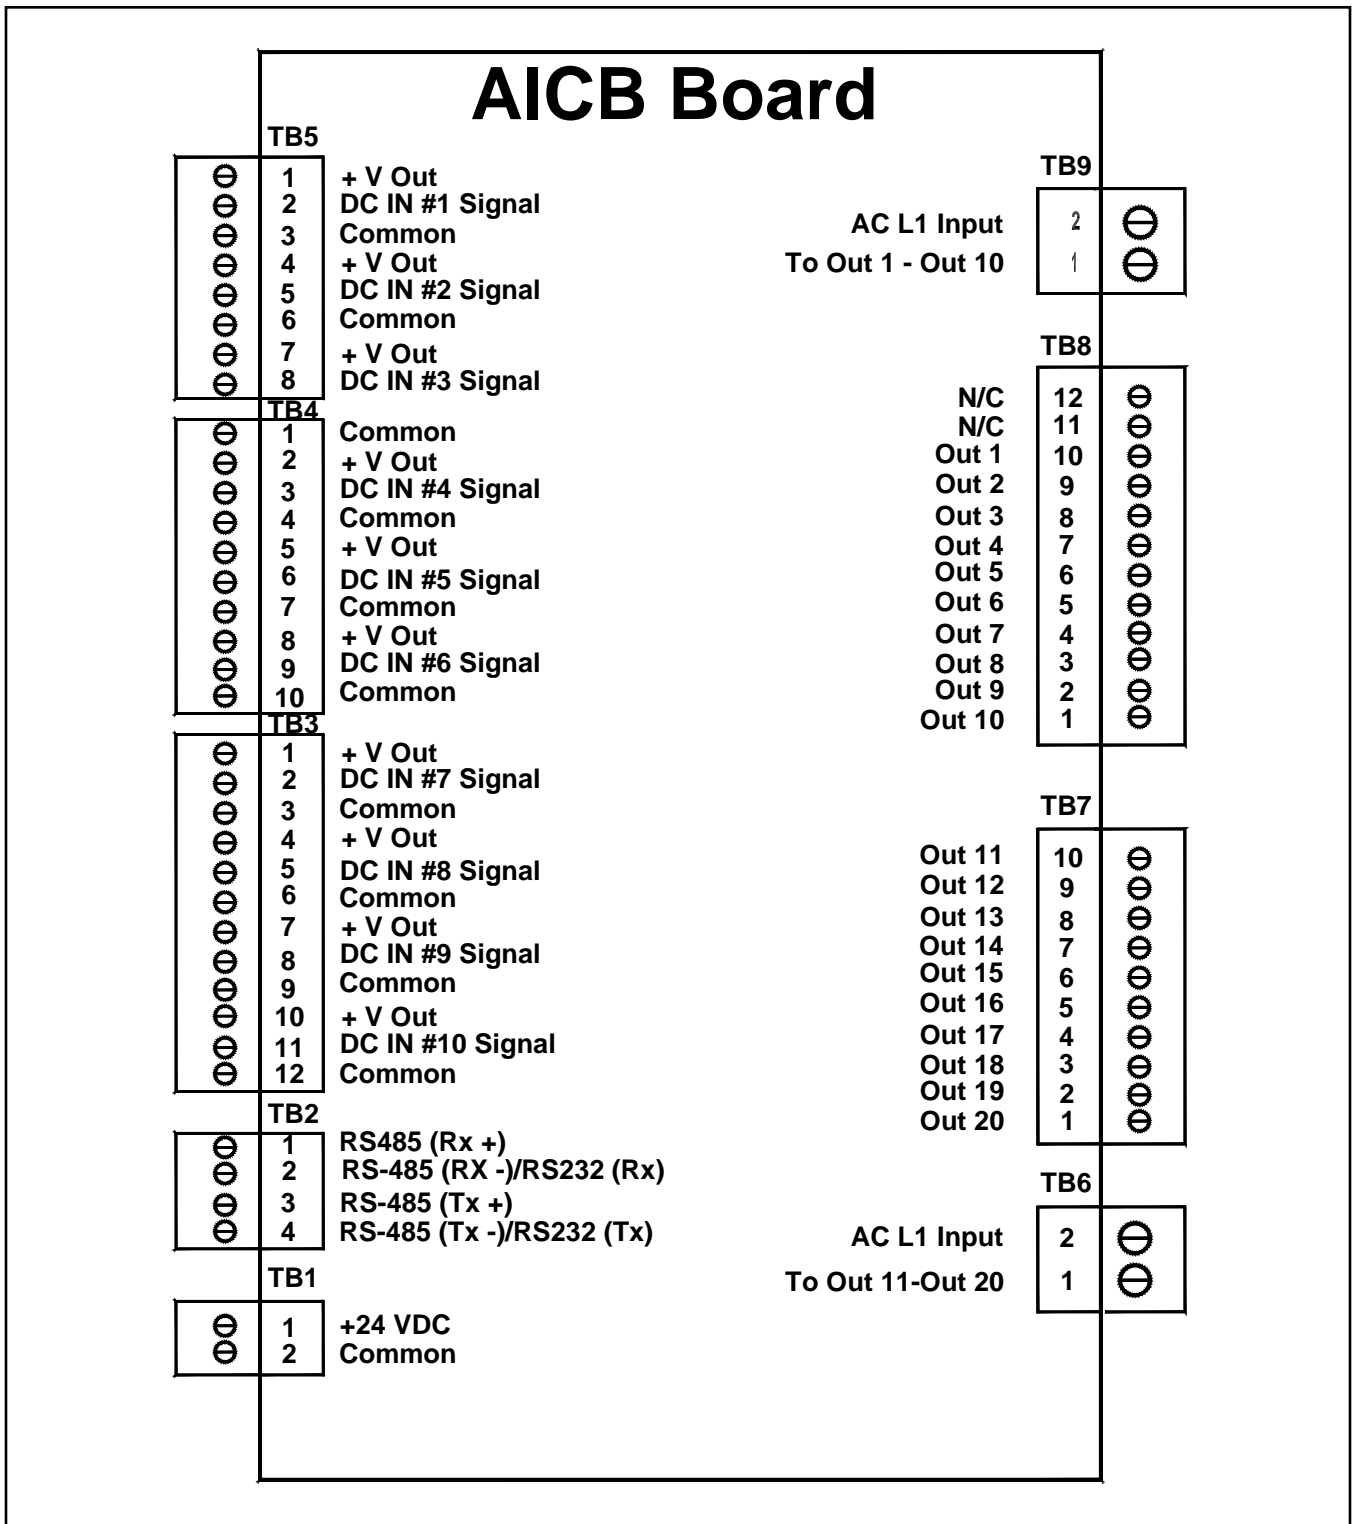 AICB Board
TB5
1 + V Out
2 DC IN #1 Signal
3 Common
4 + V Out
5 DC IN #2 Signal
6 Common
7 + V Out
8 DC IN #3 Signal
TB4
1 Common
2 + V Out
3 DC IN #4 Signal
4 Common
5 + V Out
6 DC IN #5 Signal
7 Common
8 + V Out
9 DC IN #6 Signal
10 Common
TB3
1 + V Out
2 DC IN #7 Signal
3 Common
4 + V Out
5 DC IN #8 Signal
6 Common
7 + V Out
8 DC IN #9 Signal
9 Common
10 + V Out
11 DC IN #10 Signal
12 Common
TB2
1 RS485 (Rx +)
2 RS-485 (RX -)/RS232 (Rx)
3 RS-485 (Tx +)
4 RS-485 (Tx -)/RS232 (Tx)
TB1
1 +24 VDC
2 Common
TB9
AC L1 Input 2
To Out 1 - Out 10 1
TB8
N/C 12
N/C 11
Out 1 10
Out 2 9
Out 3 8
Out 4 7
Out 5 6
Out 6 5
Out 7 4
Out 8 3
Out 9 2
Out 10 1
TB7
Out 11 10
Out 12 9
Out 13 8
Out 14 7
Out 15 6
Out 16 5
Out 17 4
Out 18 3
Out 19 2
Out 20 1
TB6
AC L1 Input 2
To Out 11-Out 20 1